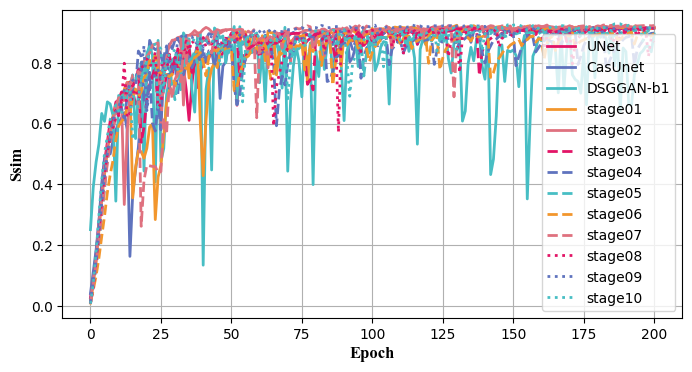 0.8
0.6
0.4
0.2
0.0
Ssim
0
25
50
75
100
125
150
175
200
Epoch
UNet
CasUnet
DSGGAN-b1
stage01
stage02
stage03
stage04
stage05
stage06
stage07
stage08
stage09
stage10